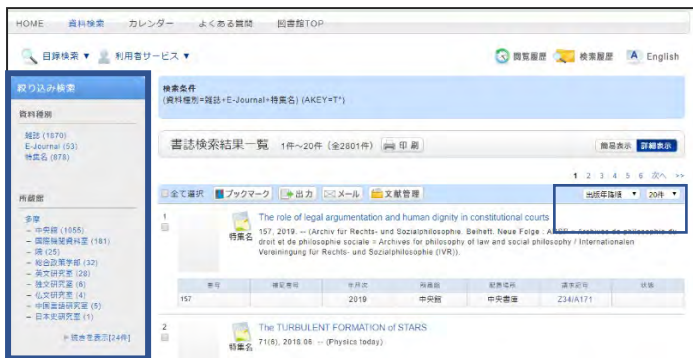 HOME 資料検索 カレンダー よくある質問 図書館TOP
目録検索 ▼ 利用者サービス ▼ 閲覧履歴 検索履歴 English
絞り込み検索
資料種別
雑誌 (1870)
E-Journal (53)
特集名 (878)
所蔵館
多摩
– 中央館 (1055)
– 国際機関資料室 (181)
– 院 (25)
– 総合政策学部 (32)
– 英文研究室 (28)
– 独文研究室 (6)
– 仏文研究室 (4)
– 中国言語研究室 (5)
– 日本史研究室 (1)
続きを表示[24件]
検索条件
(資料種別=雑誌+E-Journal+特集名) (AKEY=T*)
書誌検索結果一覧 1件~20件 (全2801件) 印刷 簡易表示 詳細表示
1 2 3 4 5 6 次へ >>
全て選択 ブックマーク 出力 メール 文献管理 出版年降順 ▼ 20件 ▼
1
特集名
The role of legal argumentation and human dignity in constitutional courts
157, 2019. -- (Archiv für Rechts- und Sozialphilosophie. Beiheft. Neue Folge : ARSP = Archives de philosophie du
droit et de philosophie sociale = Archives for philosophy of law and social philosophy / Internationalen
Vereiningung für Rechts- und Sozialphilosophie (IVR)).
巻号 補足巻号 年月次 所蔵館 配置場所 請求記号 状態
157 2019 中央館 中央書庫 Z34/A171
2
特集名
The TURBULENT FORMATION of STARS
71(6), 2018.06. -- (Physics today)